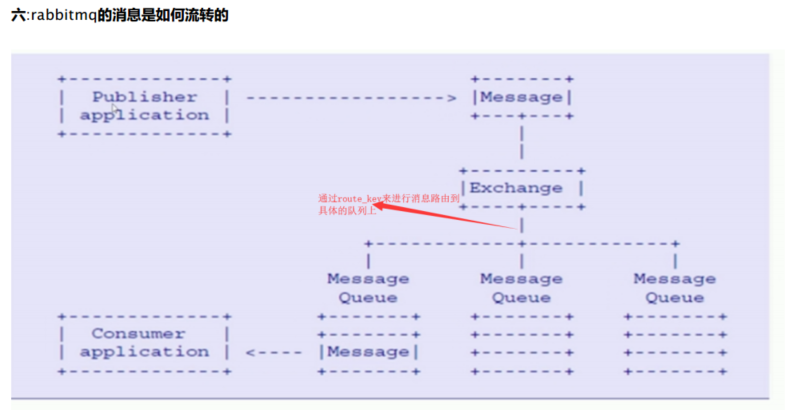 六:rabbitmq的消息是如何流转的
Publisher
application
Message
Exchange
通过route_key来进行消息路由到
具体的队列上
Message
Queue
Message
Queue
Message
Queue
Consumer
application
Message